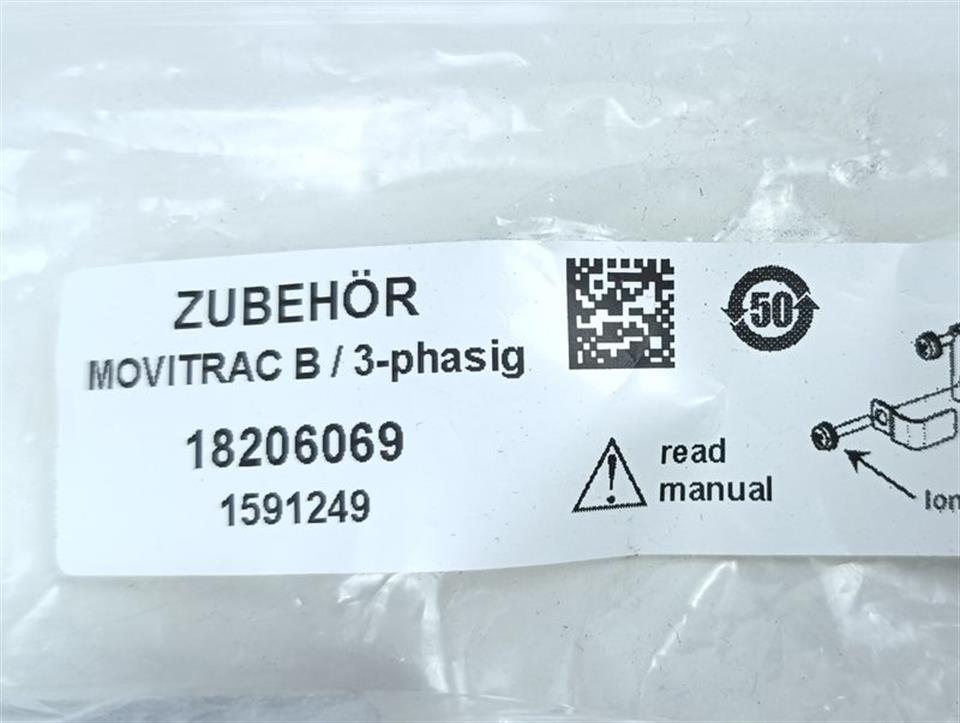 ZUBEHÖR
MOVITRAC B / 3-phasig
18206069
1591249
50
read
manual